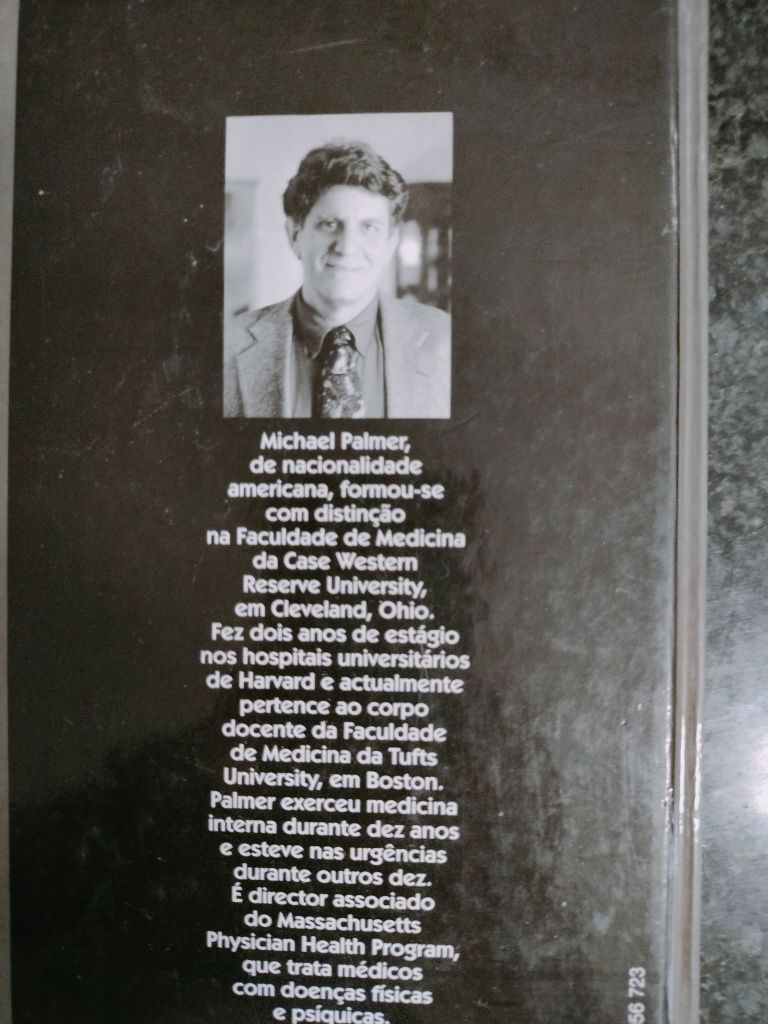 Michael Palmer,
de nacionalidade
americana, formou-se
com distinção
na Faculdade de Medicina
da Case Western
Reserve University,
em Cleveland, Ohio.
Fez dois anos de estágio
nos hospitais universitários
de Harvard e actualmente
pertence ao corpo
docente da Faculdade
de Medicina da Tufts
University, em Boston.
Palmer exerceu medicina
interna durante dez anos
e esteve nas urgências
durante outros dez.
É director associado
do Massachusetts
Physician Health Program,
que trata médicos
com doenças físicas
e psíquicas.
56 723